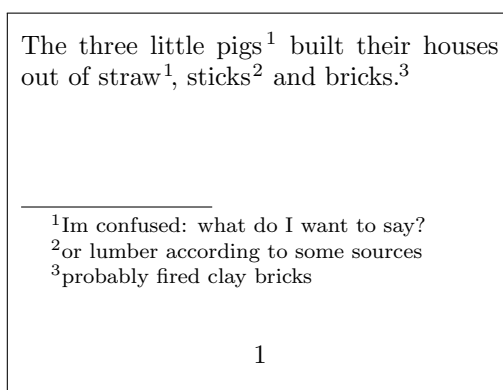 The three little pigs¹ built their houses
out of straw¹, sticks² and bricks.³
¹Im confused: what do I want to say?
²or lumber according to some sources
³probably fired clay bricks
1